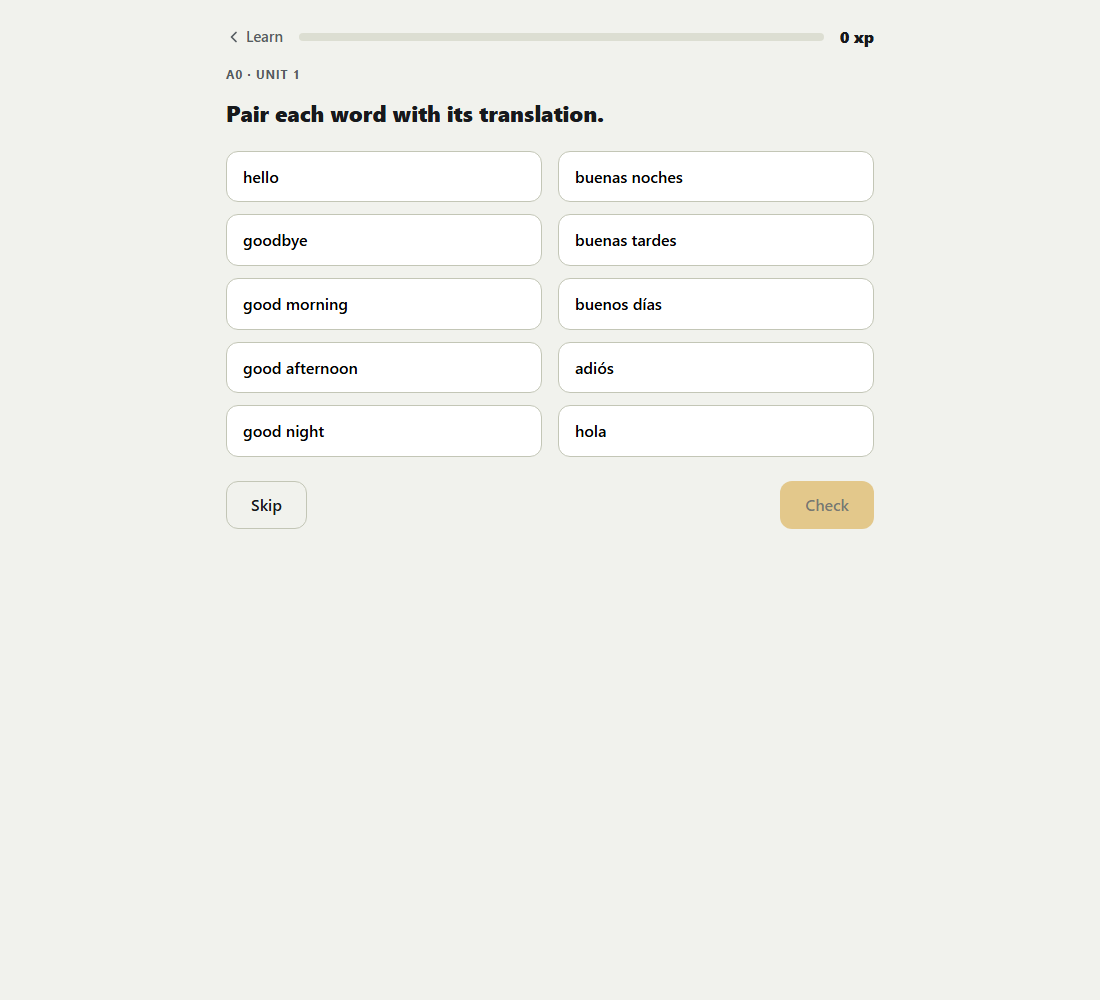 Learn
0 xp
A0 · UNIT 1
Pair each word with its translation.
hello
buenas noches
goodbye
buenas tardes
good morning
buenos días
good afternoon
adiós
good night
hola
Skip
Check